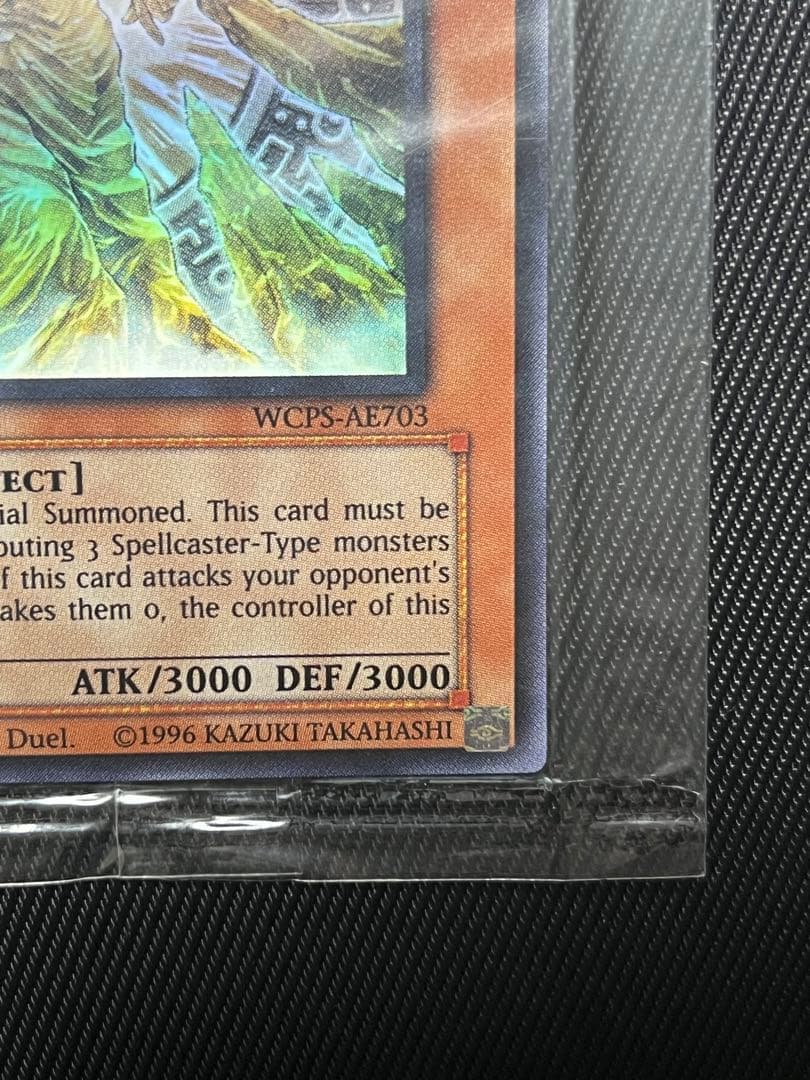 WCPS-AE703
ECT]
ial Summoned. This card must be
outing 3 Spellcaster-Type monsters
f this card attacks your opponent's
akes them 0, the controller of this
ATK/3000 DEF/3000
Duel. ©1996 KAZUKI TAKAHASHI